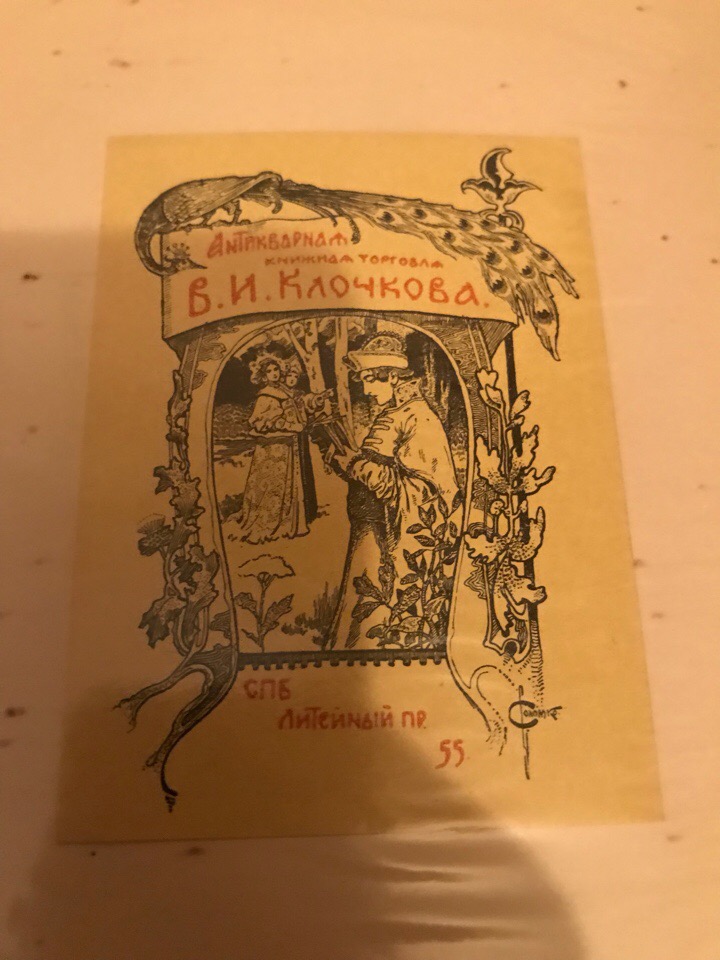 Антикварная
книжная торговля
В. И. Клочкова.
СПБ
Литейный пр.
55.